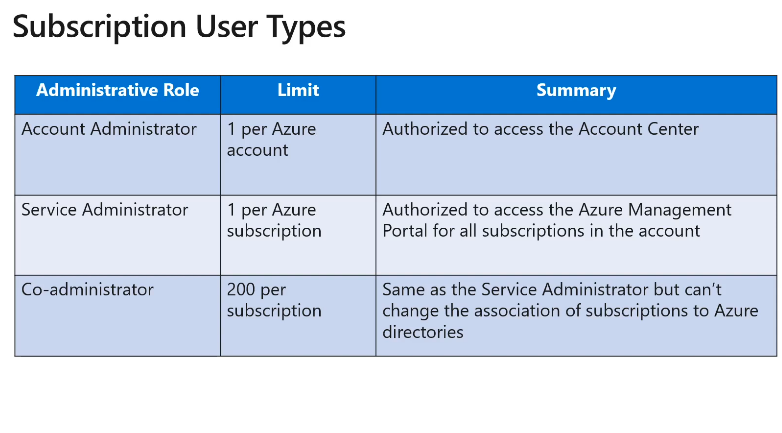 Subscription User Types
Administrative Role Limit Summary
Account Administrator 1 per Azure Authorized to access the Account Center
account
Service Administrator 1 per Azure Authorized to access the Azure Management
subscription Portal for all subscriptions in the account
Co-administrator 200 per Same as the Service Administrator but can't
subscription change the association of subscriptions to Azure
directories